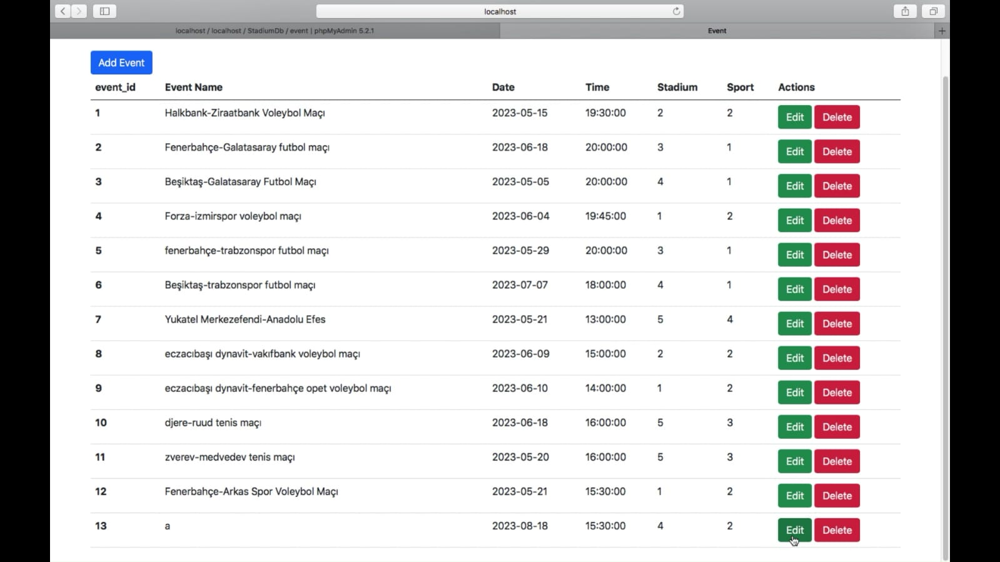 localhost
localhost / localhost / StadiumDb / event | phpMyAdmin 5.2.1 Event
Add Event
event_id Event Name Date Time Stadium Sport Actions
1 Halkbank-Ziraatbank Voleybol Maçı 2023-05-15 19:30:00 2 2 Edit Delete
2 Fenerbahçe-Galatasaray futbol maçı 2023-06-18 20:00:00 3 1 Edit Delete
3 Beşiktaş-Galatasaray Futbol Maçı 2023-05-05 20:00:00 4 1 Edit Delete
4 Forza-izmirspor voleybol maçı 2023-06-04 19:45:00 1 2 Edit Delete
5 fenerbahçe-trabzonspor futbol maçı 2023-05-29 20:00:00 3 1 Edit Delete
6 Beşiktaş-trabzonspor futbol maçı 2023-07-07 18:00:00 4 1 Edit Delete
7 Yukatel Merkezefendi-Anadolu Efes 2023-05-21 13:00:00 5 4 Edit Delete
8 eczacıbaşı dynavit-vakıfbank voleybol maçı 2023-06-09 15:00:00 2 2 Edit Delete
9 eczacıbaşı dynavit-fenerbahçe opet voleybol maçı 2023-06-10 14:00:00 1 2 Edit Delete
10 djere-ruud tenis maçı 2023-06-18 16:00:00 5 3 Edit Delete
11 zverev-medvedev tenis maçı 2023-05-20 16:00:00 5 3 Edit Delete
12 Fenerbahçe-Arkas Spor Voleybol Maçı 2023-05-21 15:30:00 1 2 Edit Delete
13 a 2023-08-18 15:30:00 4 2 Edit Delete